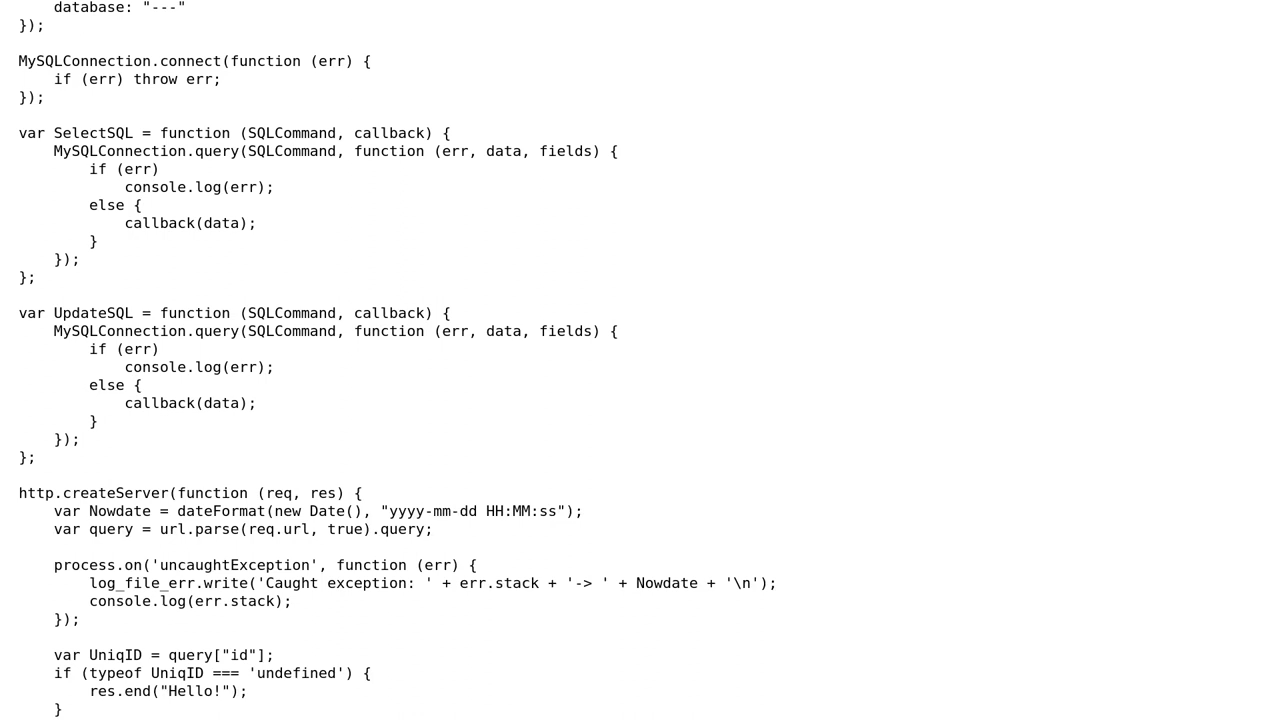 database: "---"
});

MySQLConnection.connect(function (err) {
    if (err) throw err;
});

var SelectSQL = function (SQLCommand, callback) {
    MySQLConnection.query(SQLCommand, function (err, data, fields) {
        if (err)
            console.log(err);
        else {
            callback(data);
        }
    });
};

var UpdateSQL = function (SQLCommand, callback) {
    MySQLConnection.query(SQLCommand, function (err, data, fields) {
        if (err)
            console.log(err);
        else {
            callback(data);
        }
    });
};

http.createServer(function (req, res) {
    var Nowdate = dateFormat(new Date(), "yyyy-mm-dd HH:MM:ss");
    var query = url.parse(req.url, true).query;

    process.on('uncaughtException', function (err) {
        log_file_err.write('Caught exception: ' + err.stack + '-> ' + Nowdate + '\n');
        console.log(err.stack);
    });

    var UniqID = query["id"];
    if (typeof UniqID === 'undefined') {
        res.end("Hello!");
    }